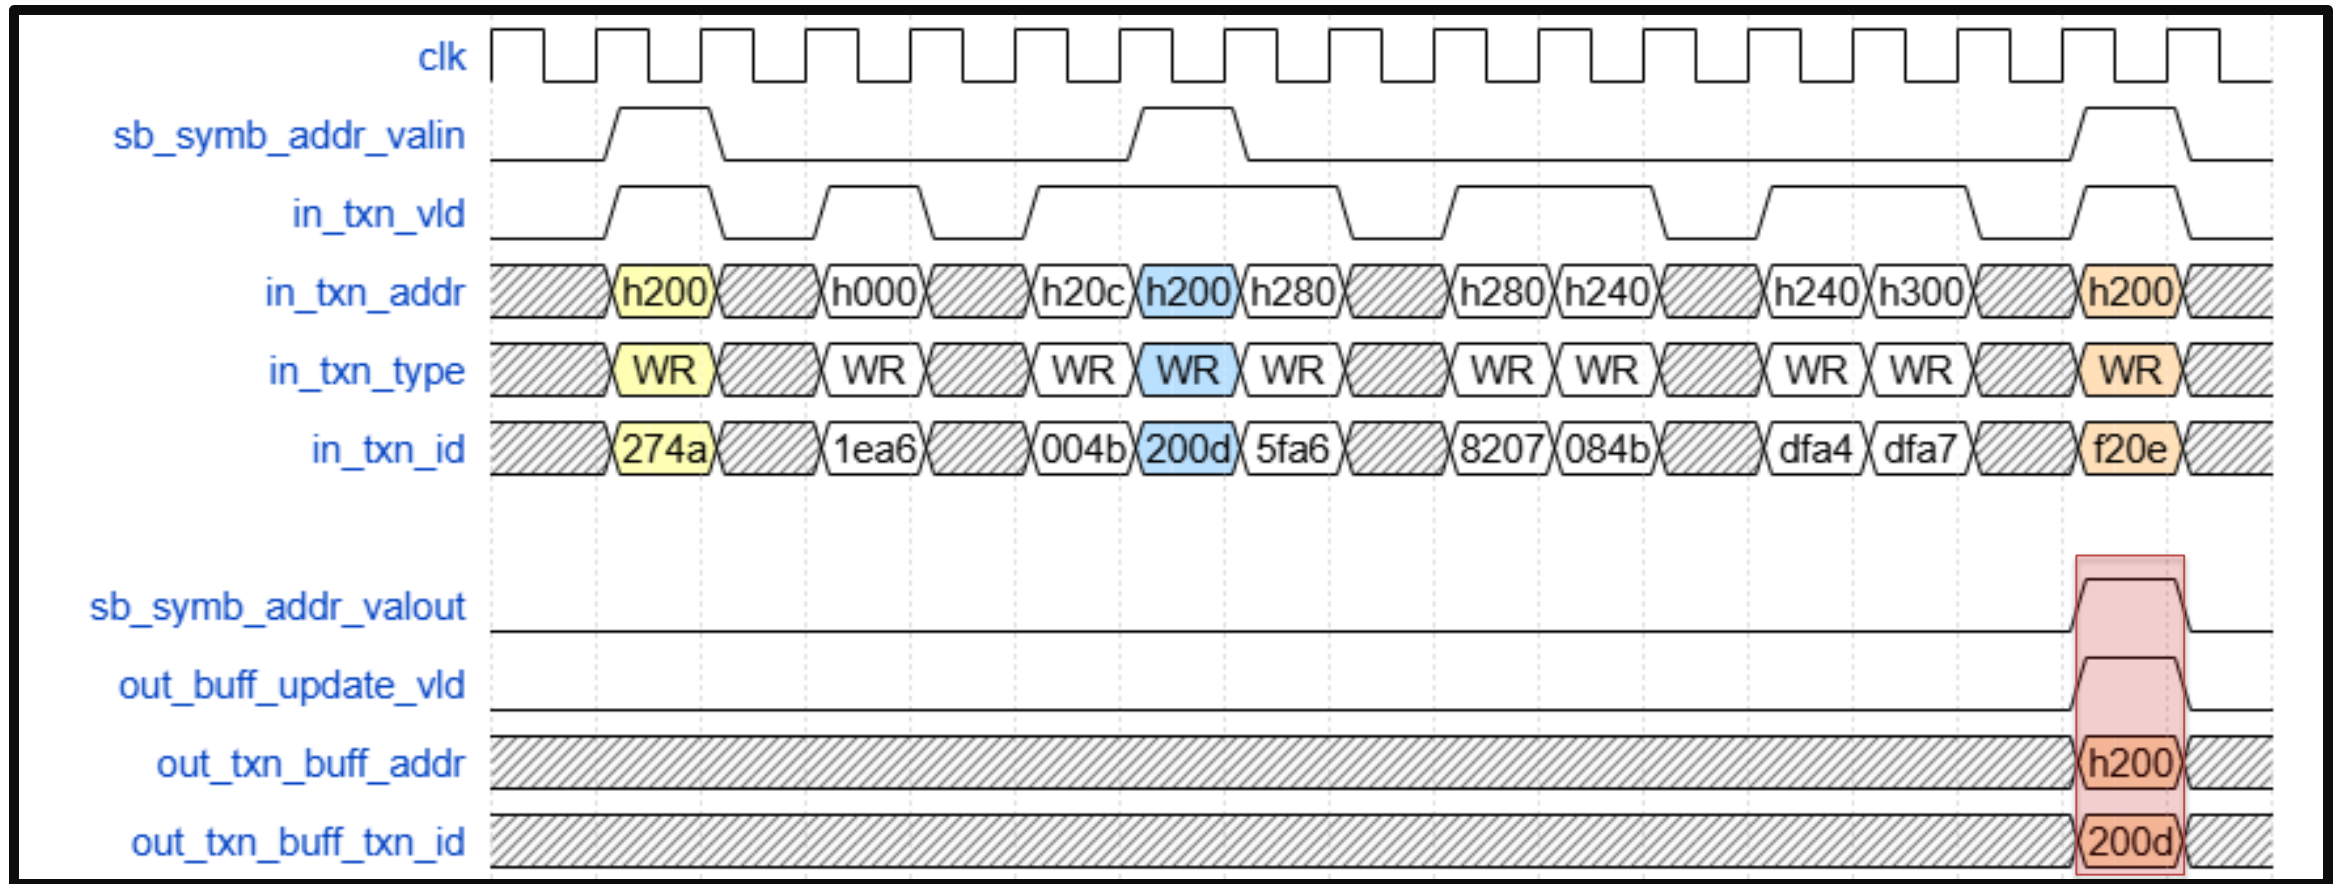 clk
sb_symb_addr_valin
in_txn_vld
in_txn_addr h200 h000 h20c h200 h280 h280 h240 h240 h300 h200
in_txn_type WR WR WR WR WR WR WR WR WR WR
in_txn_id 274a 1ea6 004b 200d 5fa6 8207 084b dfa4 dfa7 f20e
sb_symb_addr_valout
out_buff_update_vld
out_txn_buff_addr h200
out_txn_buff_txn_id 200d